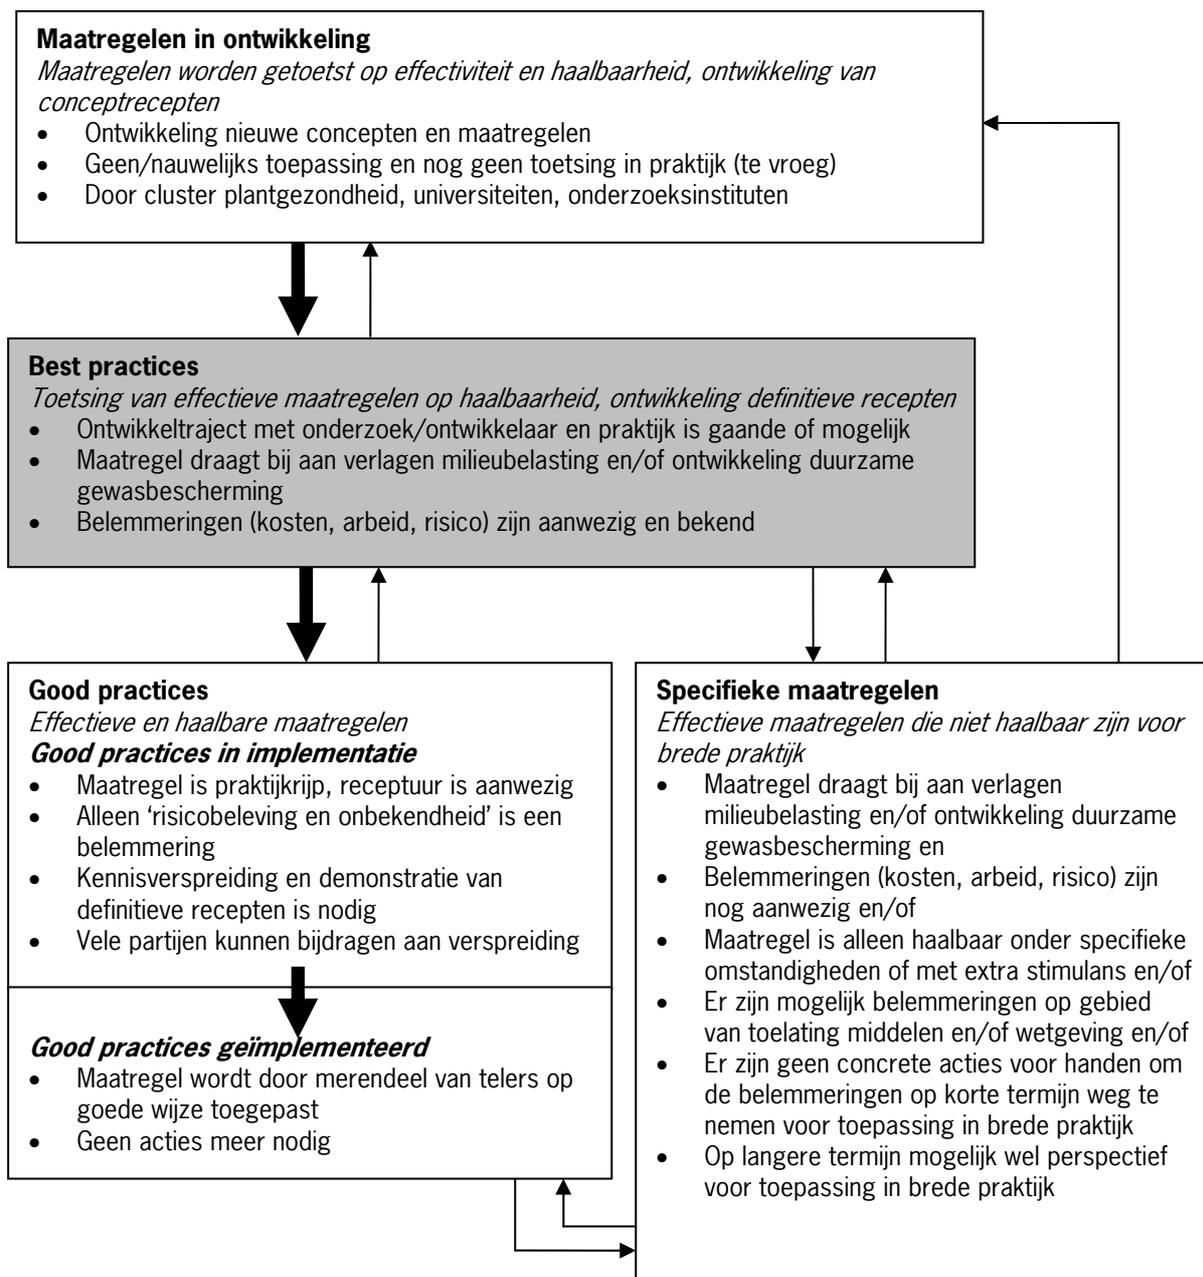 Maatregelen in ontwikkeling
Maatregelen worden getoetst op effectiviteit en haalbaarheid, ontwikkeling van
conceptrecepten
• Ontwikkeling nieuwe concepten en maatregelen
• Geen/nauwelijks toepassing en nog geen toetsing in praktijk (te vroeg)
• Door cluster plantgezondheid, universiteiten, onderzoeksinstituten
Best practices
Toetsing van effectieve maatregelen op haalbaarheid, ontwikkeling definitieve recepten
• Ontwikkeltraject met onderzoek/ontwikkelaar en praktijk is gaande of mogelijk
• Maatregel draagt bij aan verlagen milieubelasting en/of ontwikkeling duurzame
gewasbescherming
• Belemmeringen (kosten, arbeid, risico) zijn aanwezig en bekend
Good practices
Effectieve en haalbare maatregelen
Good practices in implementatie
• Maatregel is praktijkrijp, receptuur is aanwezig
• Alleen ‘risicobeleving en onbekendheid’ is een
belemmering
• Kennisverspreiding en demonstratie van
definitieve recepten is nodig
• Vele partijen kunnen bijdragen aan verspreiding
Good practices geïmplementeerd
• Maatregel wordt door merendeel van telers op
goede wijze toegepast
• Geen acties meer nodig
Specifieke maatregelen
Effectieve maatregelen die niet haalbaar zijn voor
brede praktijk
• Maatregel draagt bij aan verlagen
milieubelasting en/of ontwikkeling duurzame
gewasbescherming en
• Belemmeringen (kosten, arbeid, risico) zijn
nog aanwezig en/of
• Maatregel is alleen haalbaar onder specifieke
omstandigheden of met extra stimulans en/of
• Er zijn mogelijk belemmeringen op gebied
van toelating middelen en/of wetgeving en/of
• Er zijn geen concrete acties voor handen om
de belemmeringen op korte termijn weg te
nemen voor toepassing in brede praktijk
• Op langere termijn mogelijk wel perspectief
voor toepassing in brede praktijk